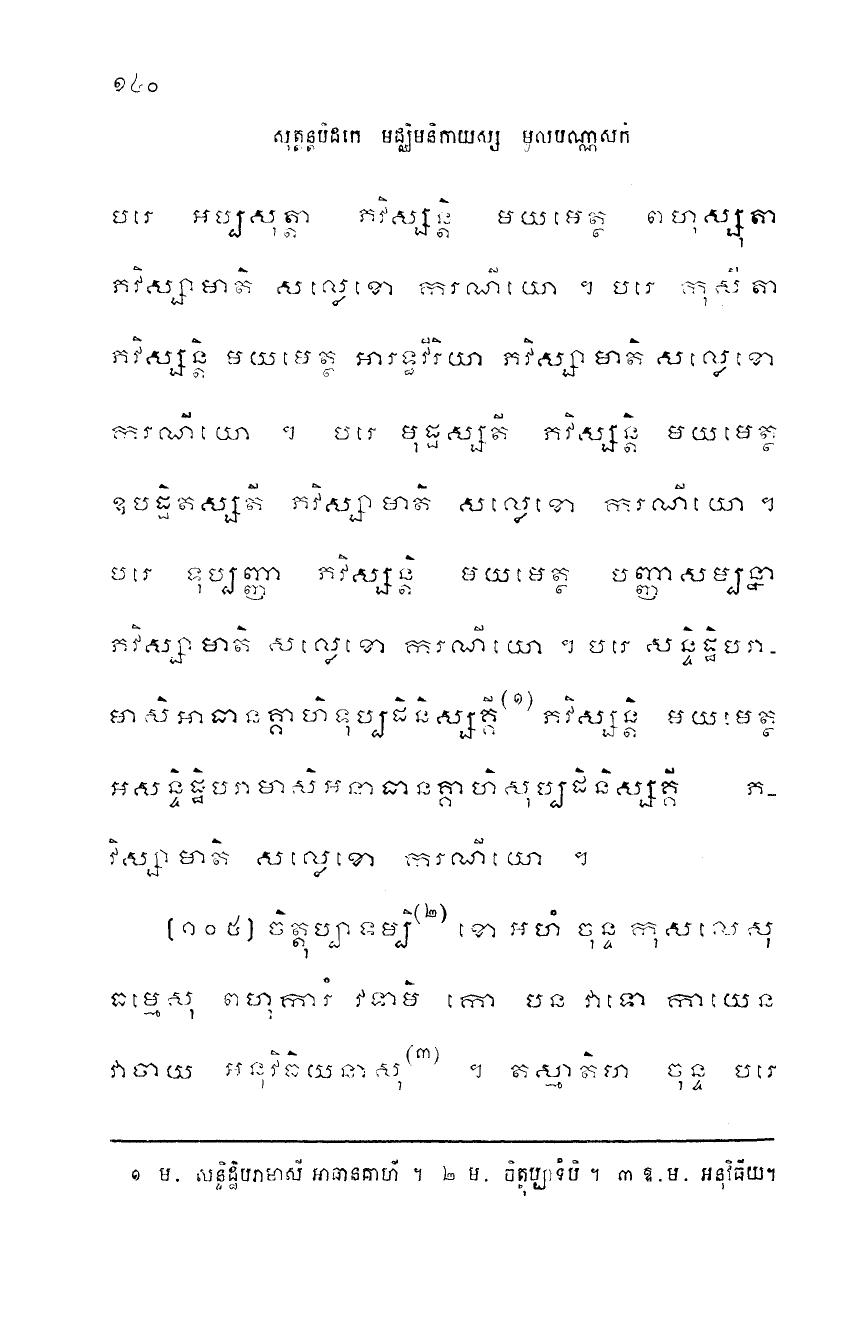 ១៤០
សុត្តន្តបិដកេ មជ្ឈិមនិកាយស្ស មូលបណ្ណាសកំ
បរេ អប្បសុត្តា ភវិស្សន្តិ មយមេត្ថ ពហុស្សុតា
ភវិស្សាមាតិ សល្លេខោ ករណីយោ ។ បរេ កុសីតា
ភវិស្សន្តិ មយមេត្ថ អារទ្ធវីរិយា ភវិស្សាមាតិ សល្លេខោ
ករណីយោ ។ បរេ មុដ្ឋស្សតី ភវិស្សន្តិ មយមេត្ថ
ឧបដ្ឋិតស្សតី ភវិស្សាមាតិ សល្លេខោ ករណីយោ ។
បរេ ទុប្បញ្ញា ភវិស្សន្តិ មយមេត្ថ បញ្ញាសម្បន្នា
ភវិស្សាមាតិ សល្លេខោ ករណីយោ ។ បរេ សន្ទិដ្ឋិបរា-
មាសិអាធានគ្គាហិទុប្បដិនិស្សគ្គី(១) ភវិស្សន្តិ មយមេត្ថ
អសន្ទិដ្ឋិបរាមាសិអនាធានគ្គាហិសុប្បដិនិស្សគ្គី ភ-
វិស្សាមាតិ សល្លេខោ ករណីយោ ។
[១០៥] ចិត្តុប្បាទម្បិ(២) ខោ អហំ ចុន្ទ កុសលេសុ
ធម្មេសុ ពហុការំ វទាមិ កោ បន វាទោ កាយេន
វាចាយ អនុវិធិយនាសុ(៣) ។ តស្មាតិហ ចុន្ទ បរេ
១ ម. សន្ទិដ្ឋិបរាមាសី អាធានគាហី ។ ២ ម. ចិត្តុប្បាទំបិ ។ ៣ ឱ.ម. អនុវិធីយ។